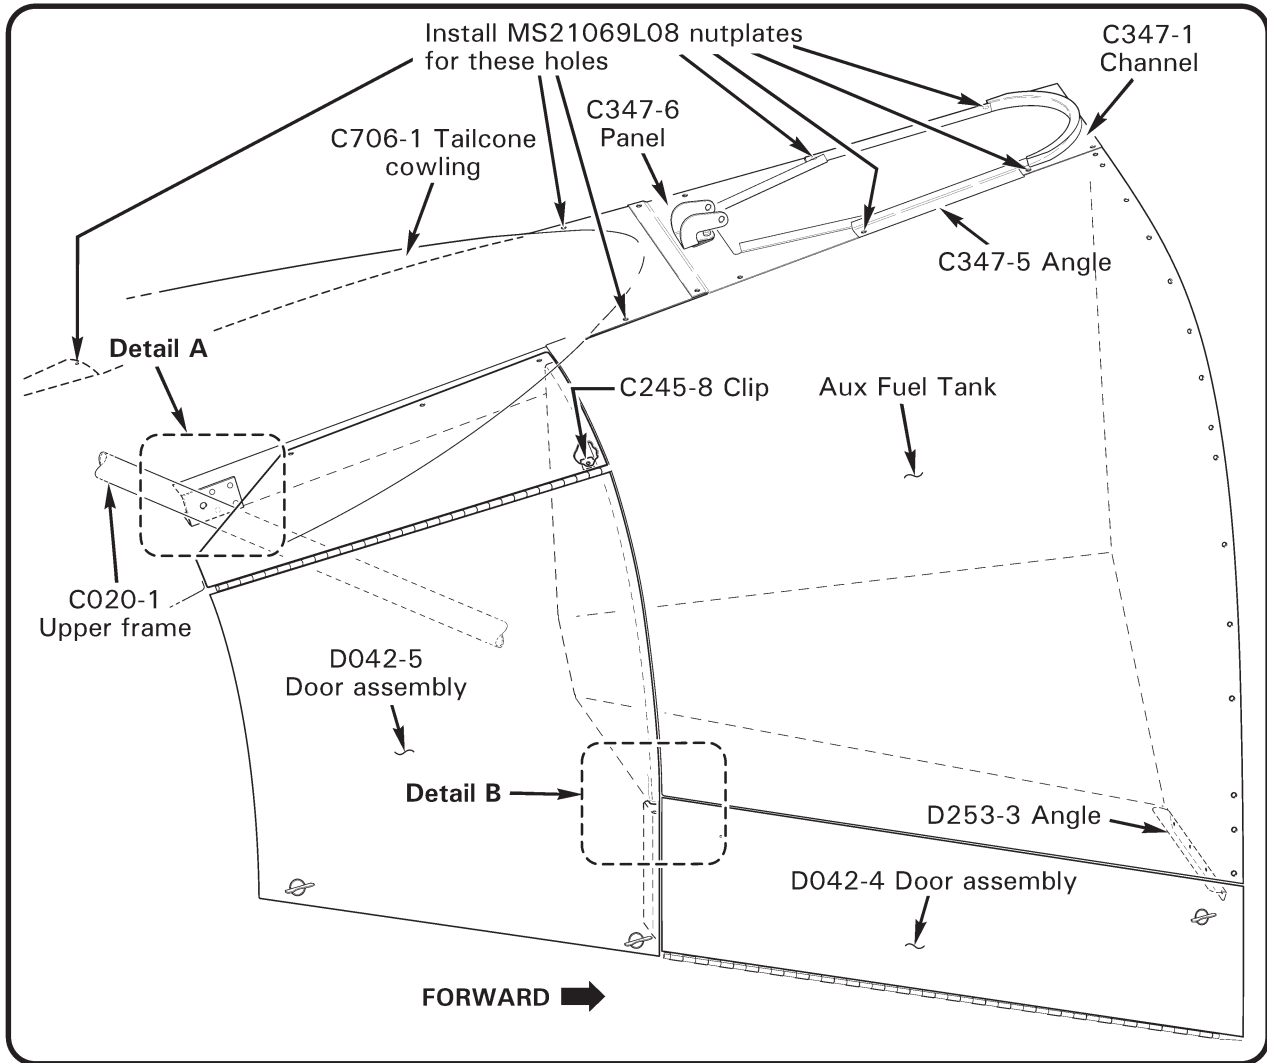 Install MS21069L08 nutplates
for these holes
C347-1
Channel
C347-6
Panel
C706-1 Tailcone
cowling
C347-5 Angle
Detail A
C245-8 Clip
Aux Fuel Tank
C020-1
Upper frame
D042-5
Door assembly
Detail B
D253-3 Angle
D042-4 Door assembly
FORWARD